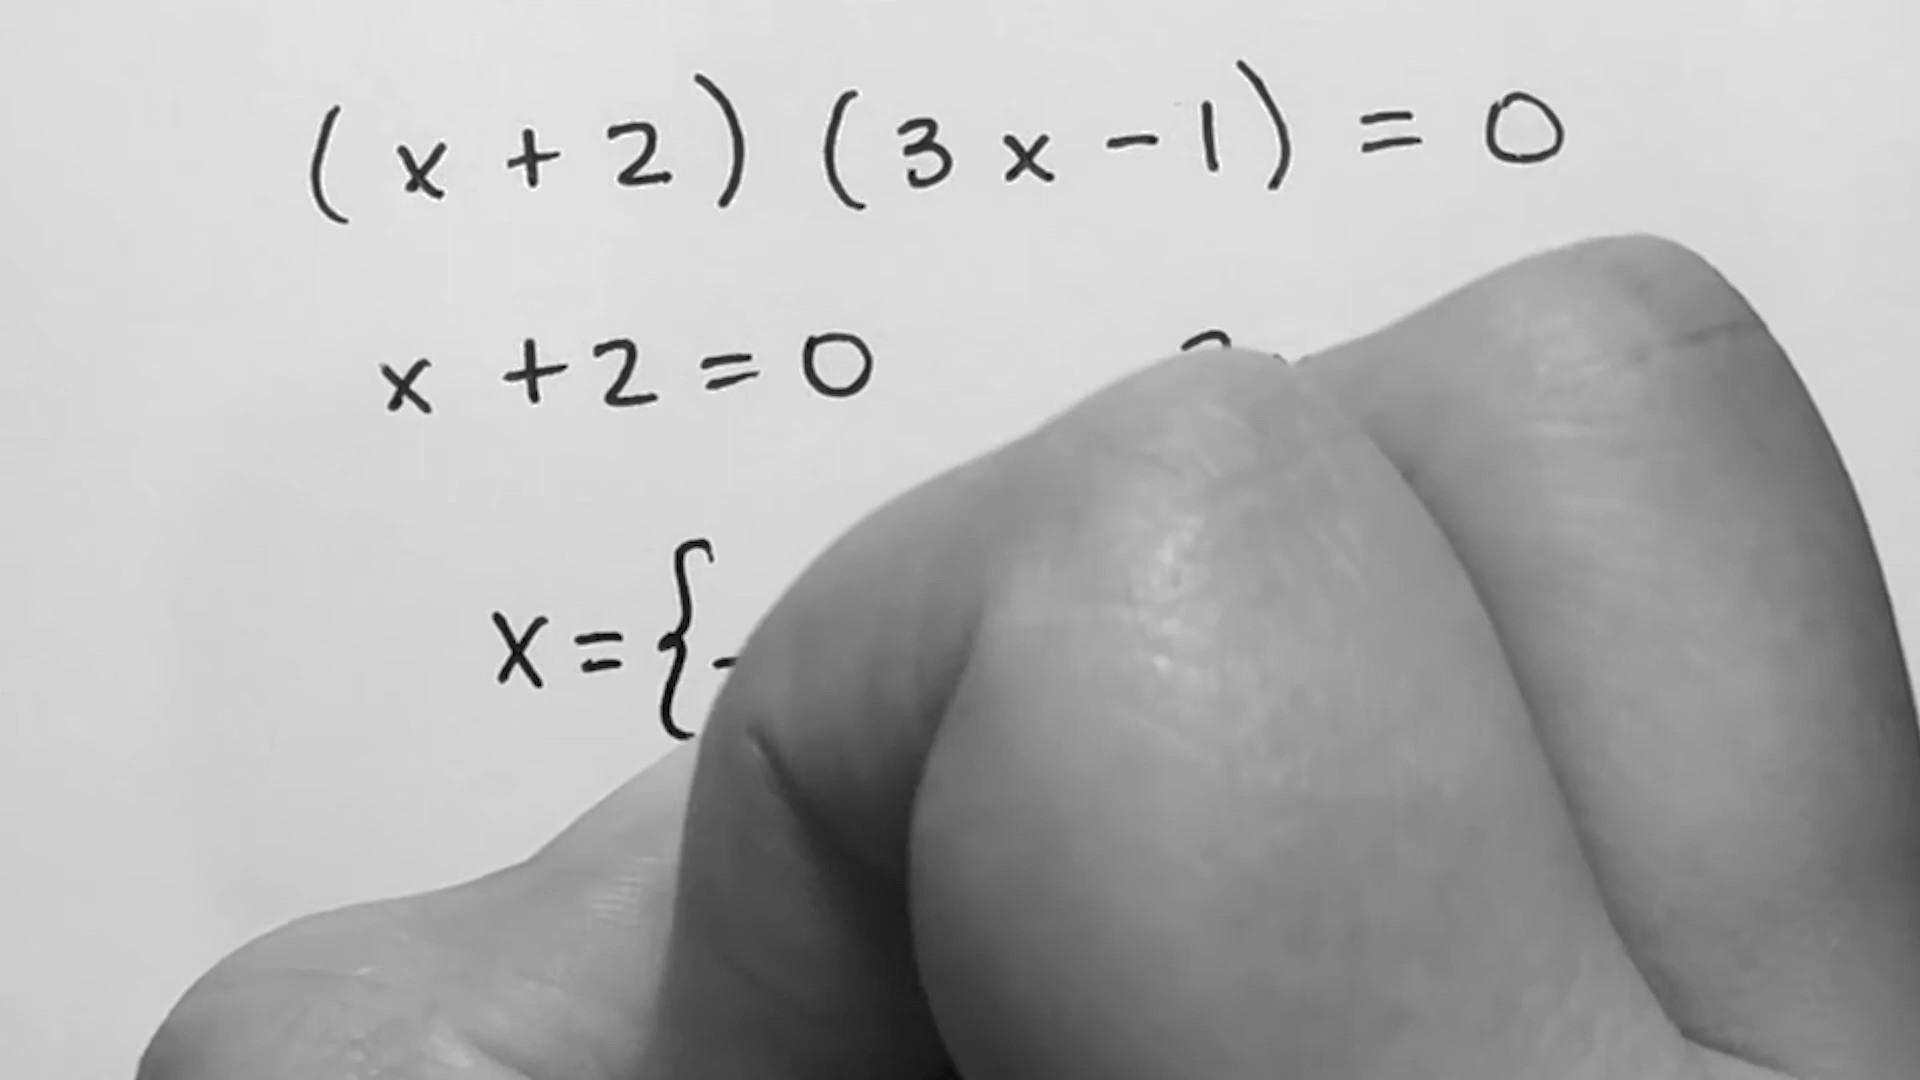 (x + 2) (3x - 1) = 0
x + 2 = 0
x = {-